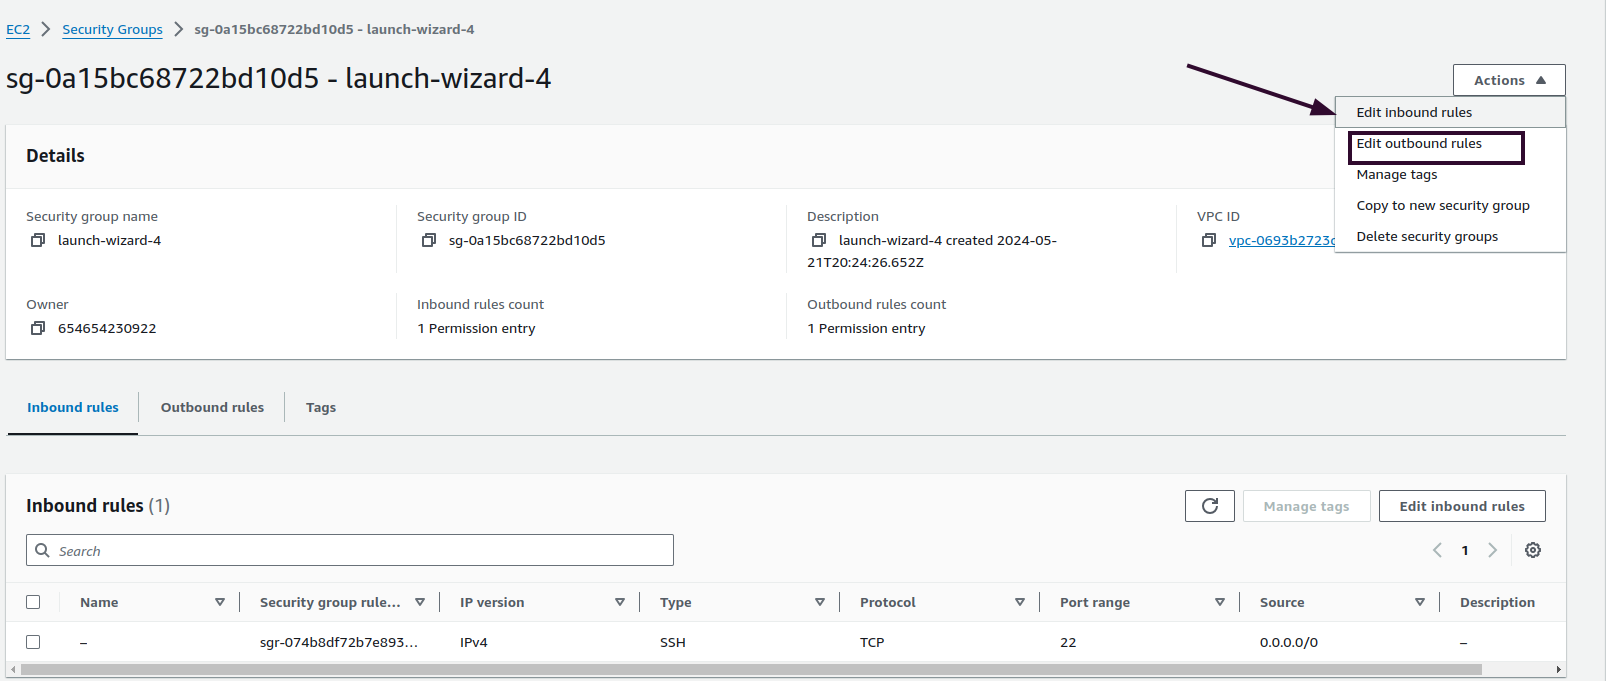 EC2 > Security Groups > sg-0a15bc68722bd10d5 - launch-wizard-4
sg-0a15bc68722bd10d5 - launch-wizard-4
Actions
Edit inbound rules
Edit outbound rules
Manage tags
Copy to new security group
Delete security groups
Details
Security group name
launch-wizard-4
Security group ID
sg-0a15bc68722bd10d5
Description
launch-wizard-4 created 2024-05-
21T20:24:26.652Z
VPC ID
vpc-0693b2723
Owner
654654230922
Inbound rules count
1 Permission entry
Outbound rules count
1 Permission entry
Inbound rules Outbound rules Tags
Inbound rules (1)
Manage tags Edit inbound rules
Search
1
Name Security group rule... IP version Type Protocol Port range Source Description
– sgr-074b8df72b7e893... IPv4 SSH TCP 22 0.0.0.0/0 –